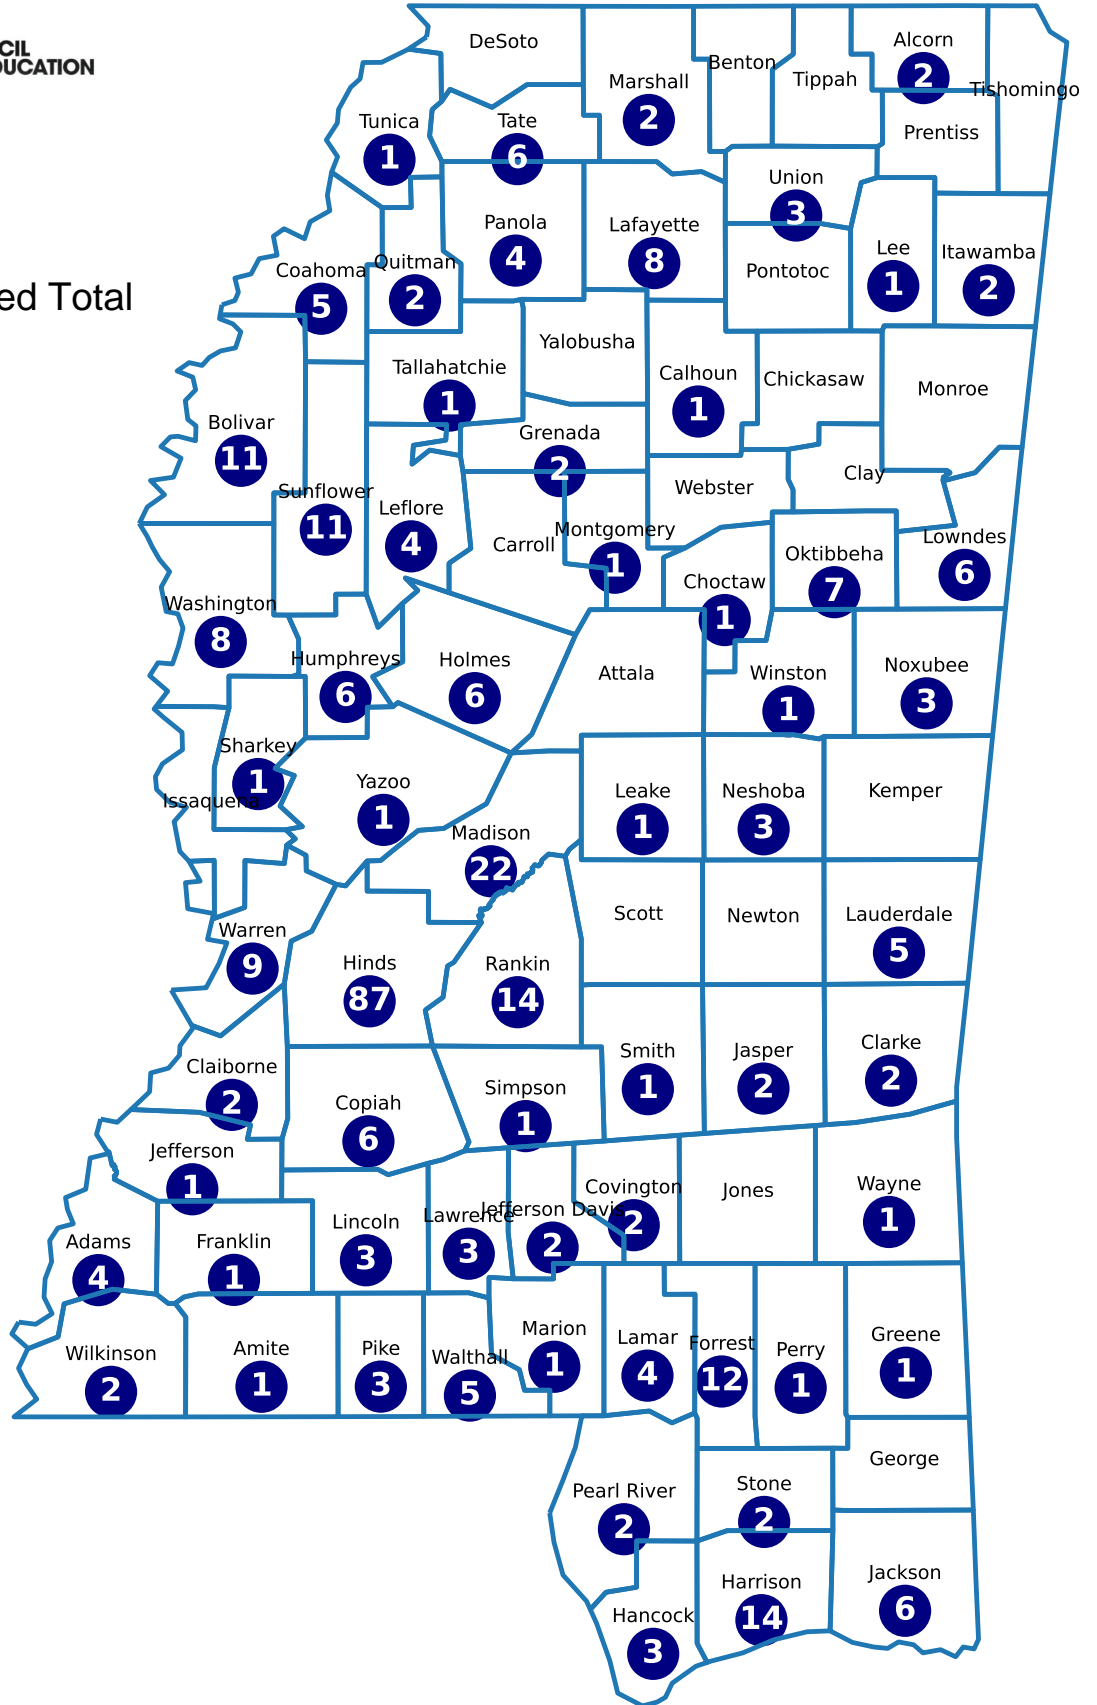 CIL
DUCATION
ed Total
DeSoto
Alcorn
2
Benton
Marshall
2
Tippah
Tishomingo
Tunica
1
Tate
6
Prentiss
Union
3
Panola
4
Lafayette
8
Lee
1
Itawamba
2
Coahoma
5
Quitman
2
Pontotoc
Yalobusha
Tallahatchie
1
Calhoun
1
Chickasaw
Monroe
Bolivar
11
Grenada
2
Clay
Sunflower
11
Webster
Leflore
4
Carroll
Montgomery
1
Oktibbeha
7
Lowndes
6
Choctaw
1
Washington
8
Humphreys
6
Holmes
6
Attala
Winston
1
Noxubee
3
Sharkey
1
Issaquena
Yazoo
1
Leake
1
Neshoba
3
Kemper
Madison
22
Scott
Newton
Lauderdale
5
Warren
9
Hinds
87
Rankin
14
Smith
1
Jasper
2
Clarke
2
Claiborne
2
Copiah
6
Simpson
1
Jefferson
1
Covington
2
Jones
Wayne
1
Adams
4
Franklin
1
Lincoln
3
Lawrence
3
Jefferson Davis
2
Wilkinson
2
Amite
1
Pike
3
Walthall
5
Marion
1
Lamar
4
Forrest
12
Perry
1
Greene
1
George
Pearl River
2
Stone
2
Harrison
14
Jackson
6
Hancock
3